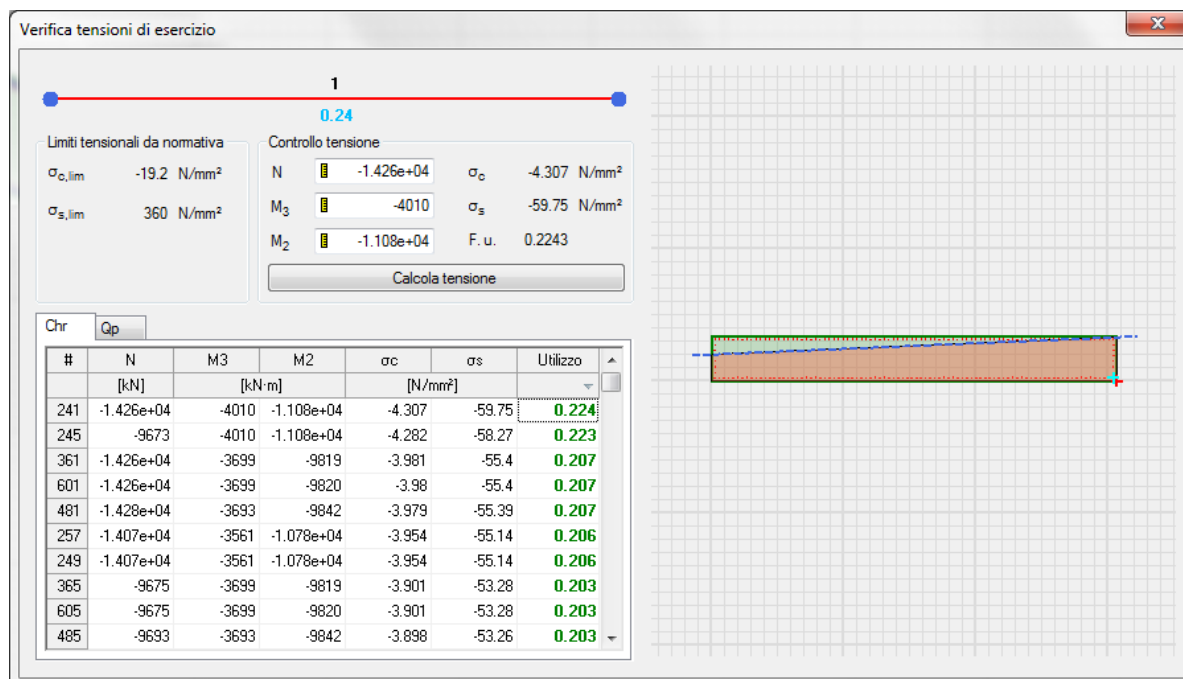 Verifica tensioni di esercizio
1
0.24
Limiti tensionali da normativa
σc,lim -19.2 N/mm²
σs,lim 360 N/mm²
Controllo tensione
N -1.426e+04 σc -4.307 N/mm²
M3 -4010 σs -59.75 N/mm²
M2 -1.108e+04 F. u. 0.2243
Calcola tensione
Chr Qp
# N M3 M2 σc σs Utilizzo
[kN] [kN·m] [N/mm²]
241 -1.426e+04 -4010 -1.108e+04 -4.307 -59.75 0.224
245 -9673 -4010 -1.108e+04 -4.282 -58.27 0.223
361 -1.426e+04 -3699 -9819 -3.981 -55.4 0.207
601 -1.426e+04 -3699 -9820 -3.98 -55.4 0.207
481 -1.428e+04 -3693 -9842 -3.979 -55.39 0.207
257 -1.407e+04 -3561 -1.078e+04 -3.954 -55.14 0.206
249 -1.407e+04 -3561 -1.078e+04 -3.954 -55.14 0.206
365 -9675 -3699 -9819 -3.901 -53.28 0.203
605 -9675 -3699 -9820 -3.901 -53.28 0.203
485 -9693 -3693 -9842 -3.898 -53.26 0.203